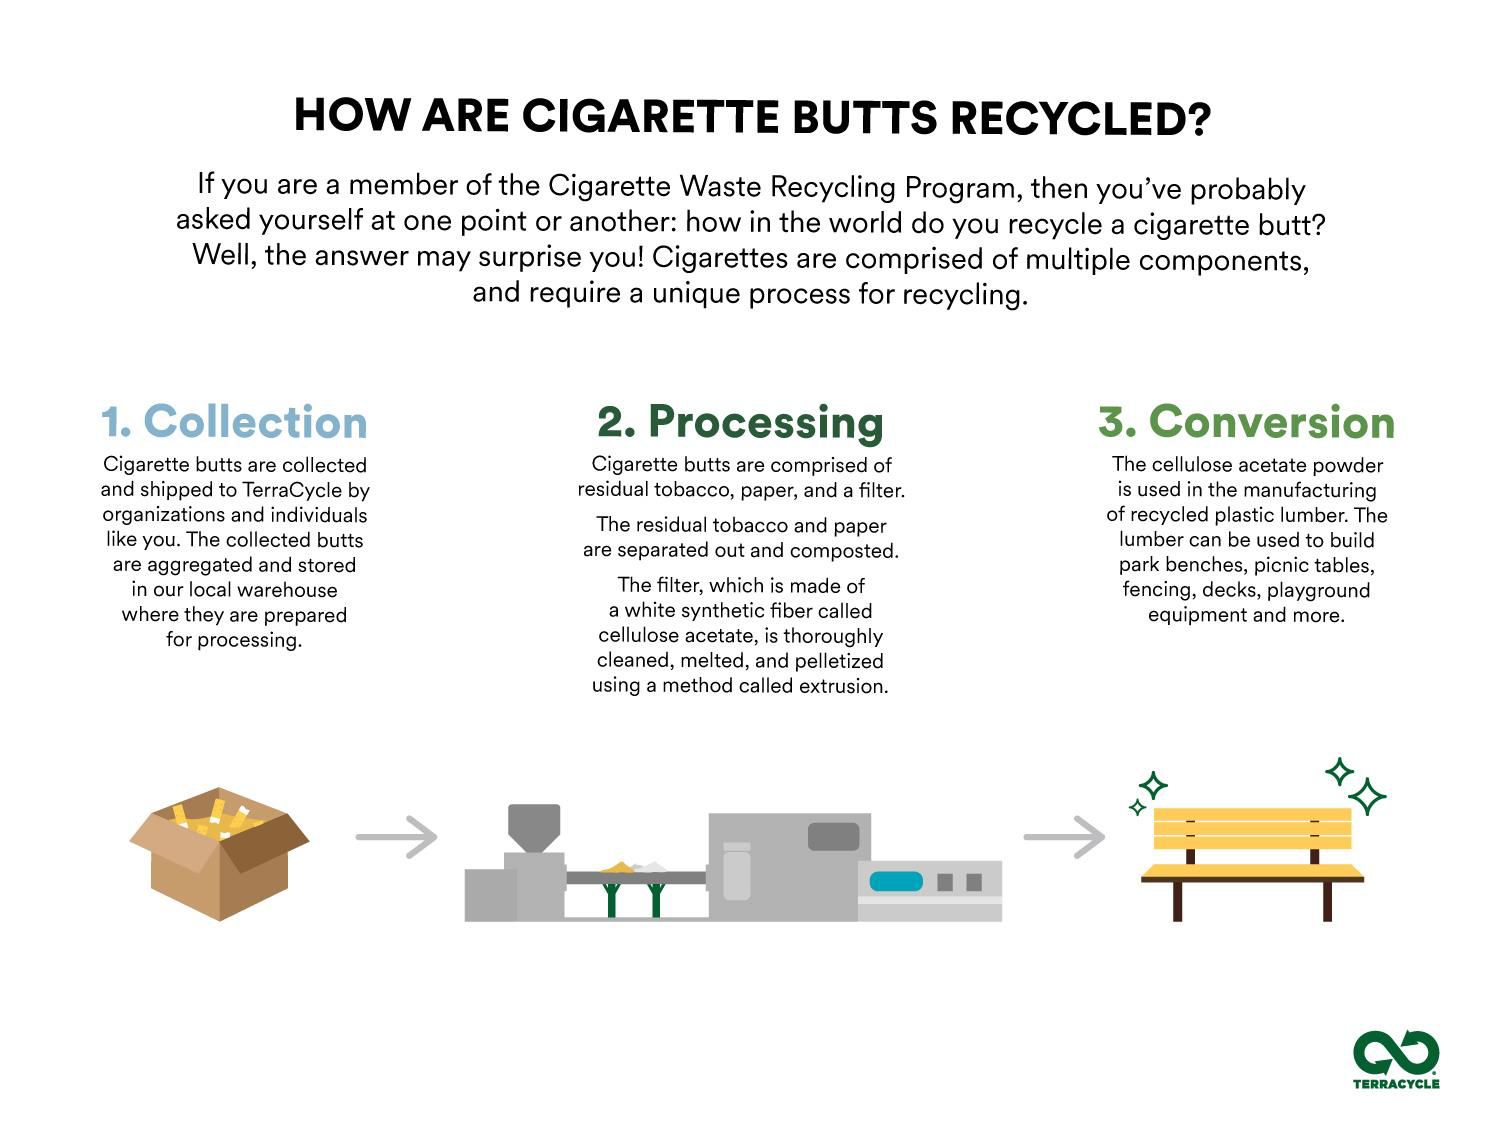 HOW ARE CIGARETTE BUTTS RECYCLED?
If you are a member of the Cigarette Waste Recycling Program, then you’ve probably
asked yourself at one point or another: how in the world do you recycle a cigarette butt?
Well, the answer may surprise you! Cigarettes are comprised of multiple components,
and require a unique process for recycling.
1. Collection
Cigarette butts are collected
and shipped to TerraCycle by
organizations and individuals
like you. The collected butts
are aggregated and stored
in our local warehouse
where they are prepared
for processing.
2. Processing
Cigarette butts are comprised of
residual tobacco, paper, and a filter.
The residual tobacco and paper
are separated out and composted.
The filter, which is made of
a white synthetic fiber called
cellulose acetate, is thoroughly
cleaned, melted, and pelletized
using a method called extrusion.
3. Conversion
The cellulose acetate powder
is used in the manufacturing
of recycled plastic lumber. The
lumber can be used to build
park benches, picnic tables,
fencing, decks, playground
equipment and more.
TERRACYCLE